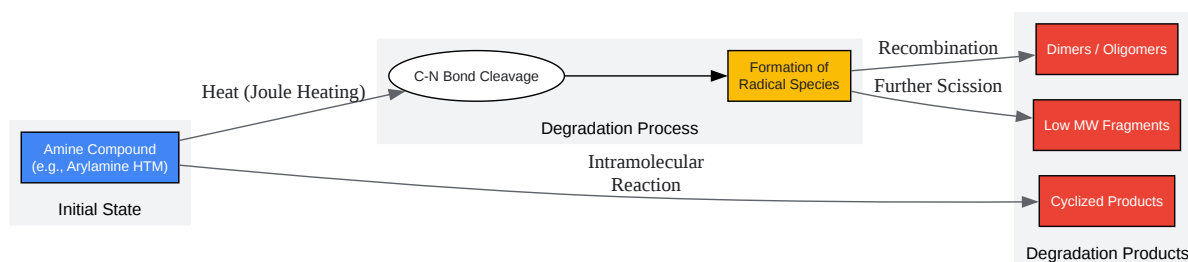 Amine Compound
(e.g., Arylamine HTM)
Initial State
Heat (Joule Heating)
C-N Bond Cleavage
Formation of
Radical Species
Degradation Process
Recombination
Further Scission
Intramolecular
Reaction
Dimers / Oligomers
Low MW Fragments
Cyclized Products
Degradation Products